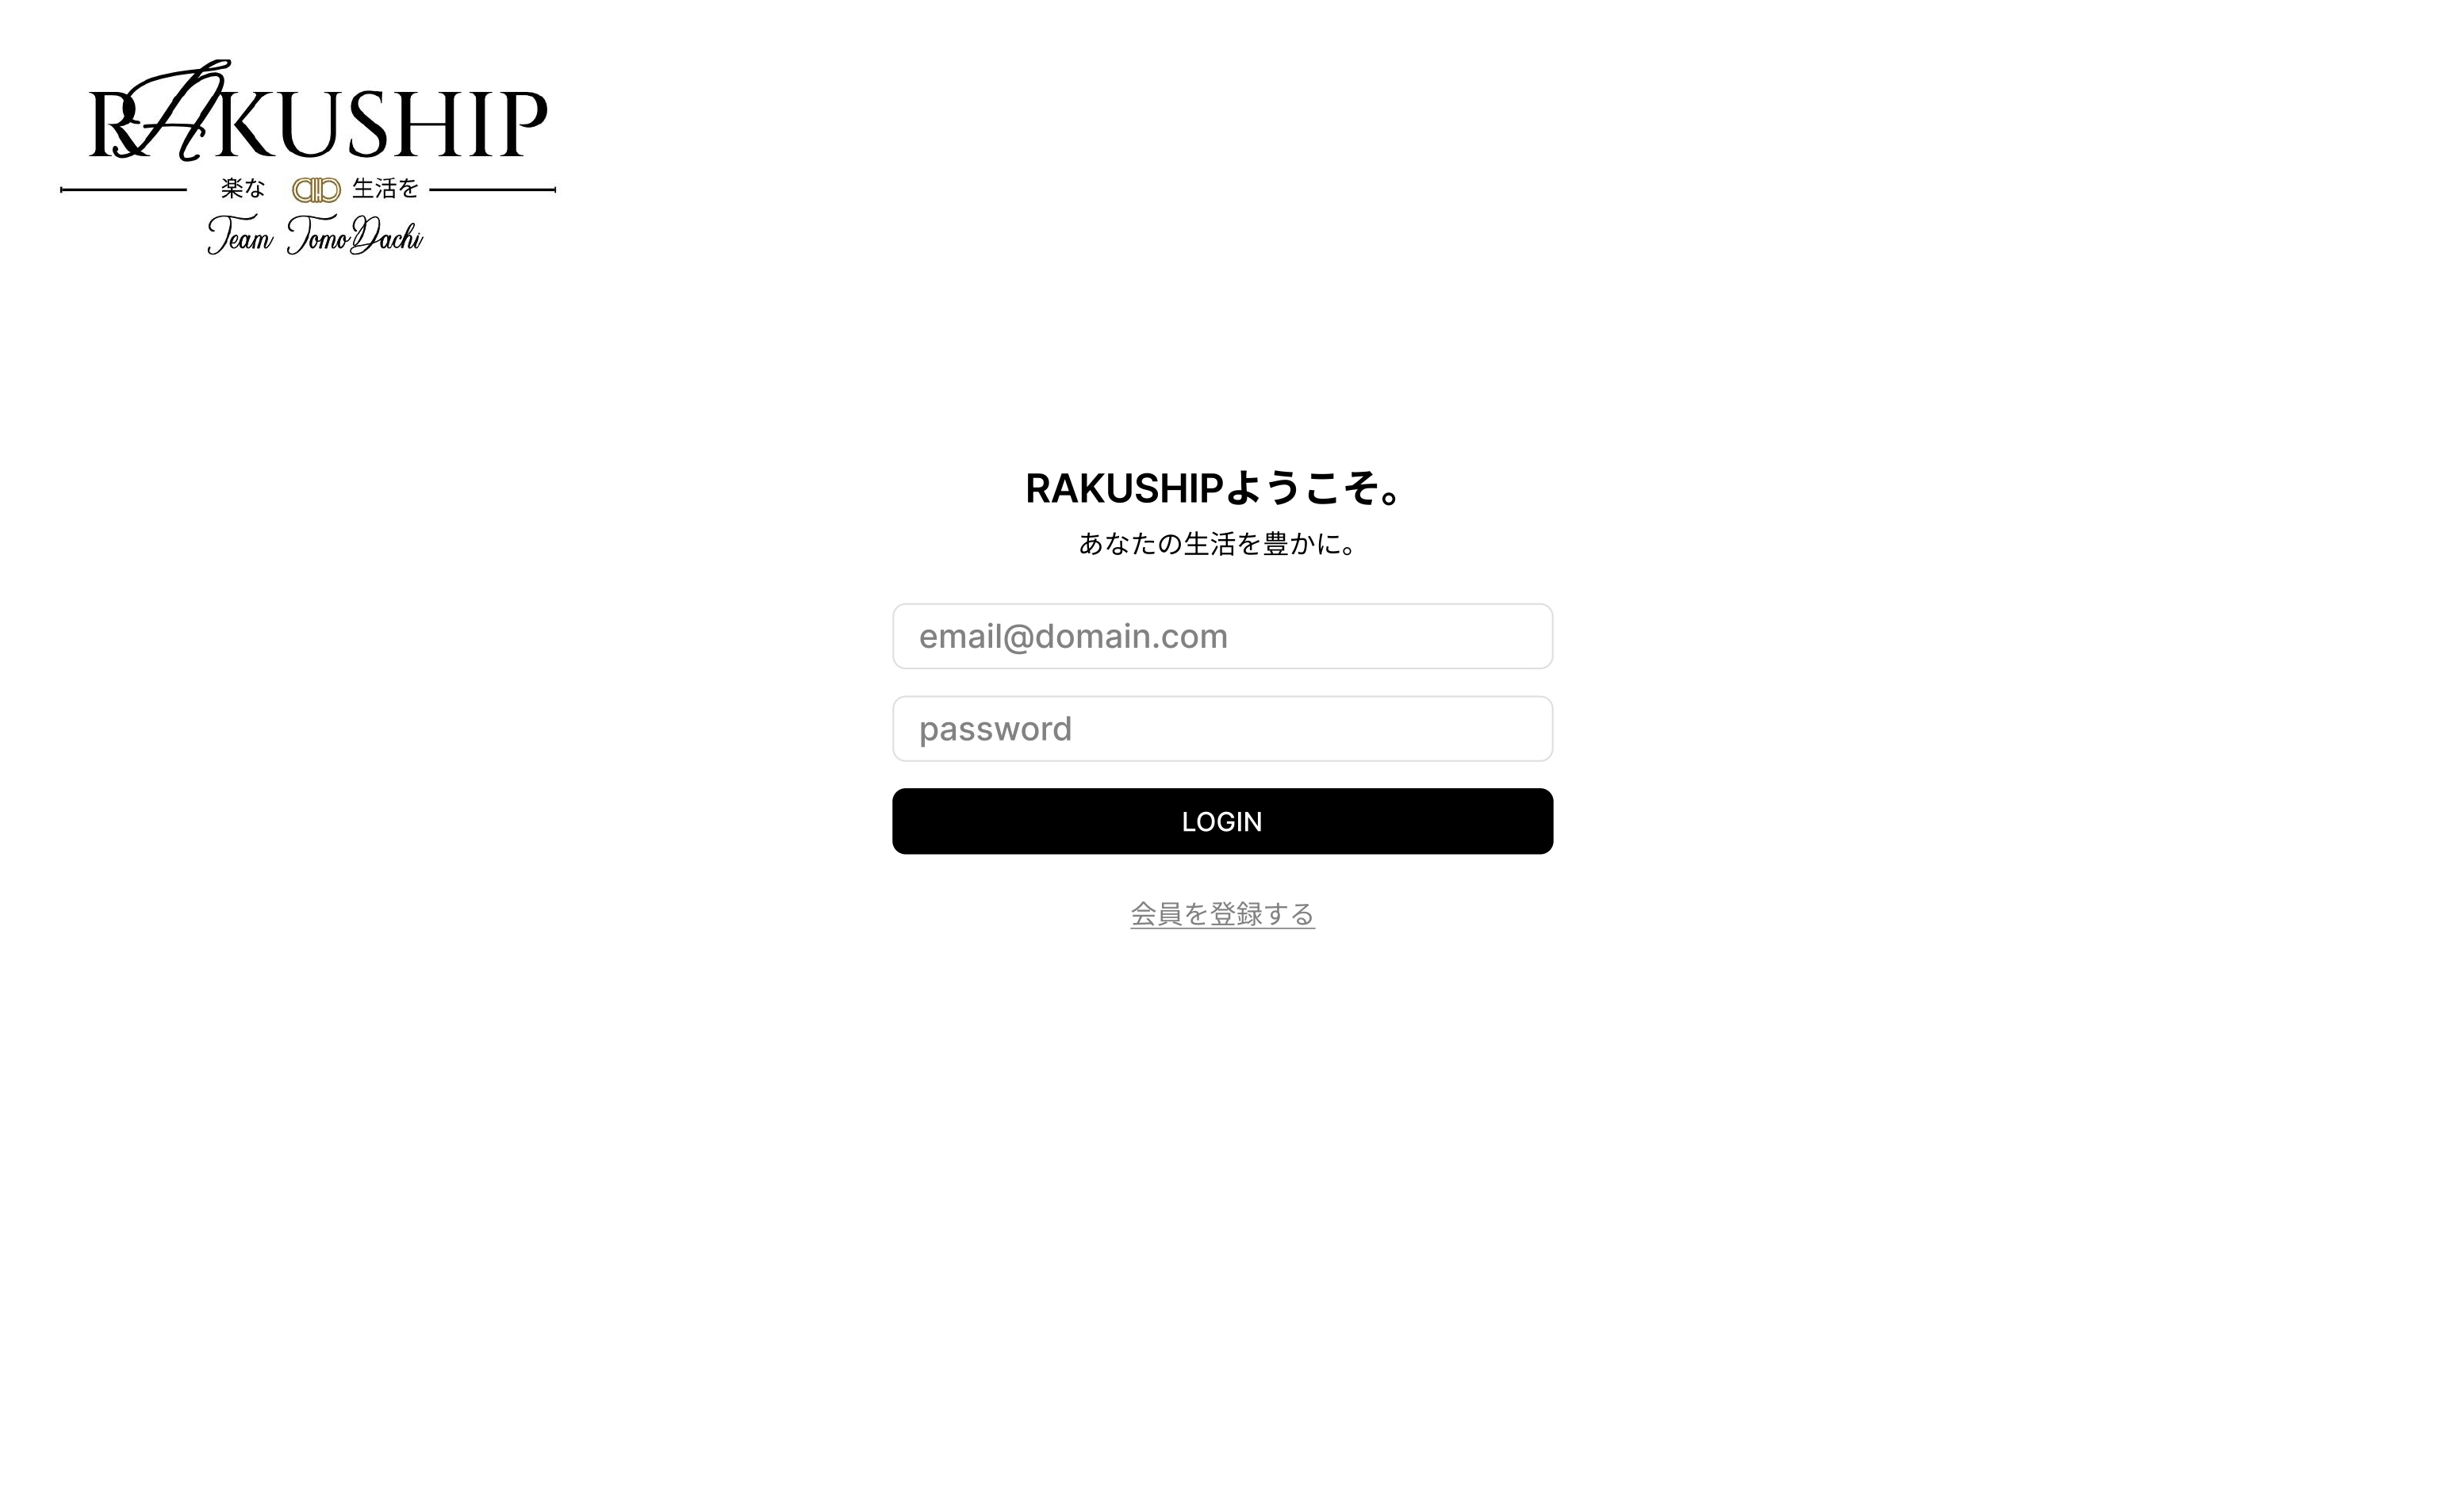 RAKUSHIP
楽な 生活を
Team TomoDachi
RAKUSHIPようこそ。
あなたの生活を豊かに。
email@domain.com
password
LOGIN
会員を登録する